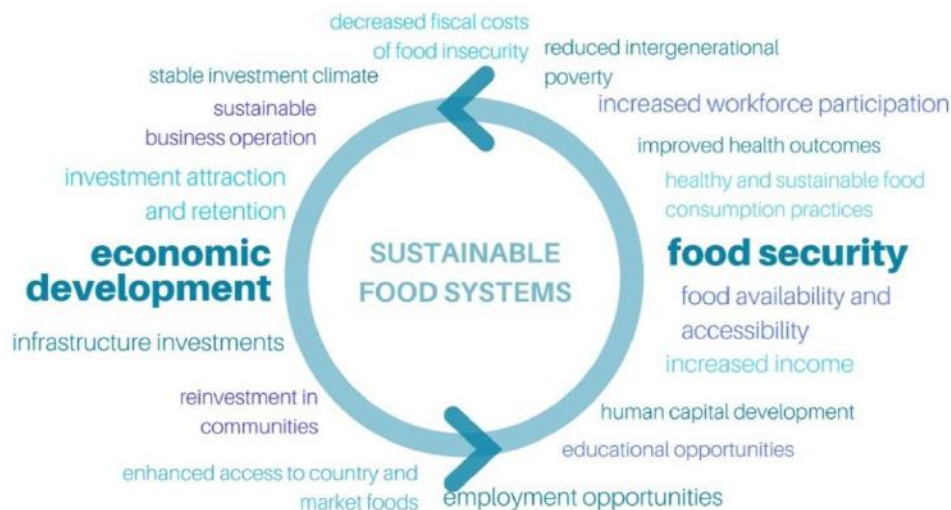 decreased fiscal costs
of food insecurity
reduced intergenerational
poverty
stable investment climate
increased workforce participation
sustainable
business operation
improved health outcomes
investment attraction
and retention
healthy and sustainable food
consumption practices
economic
development
SUSTAINABLE
FOOD SYSTEMS
food security
food availability and
accessibility
infrastructure investments
increased income
reinvestment in
communities
human capital development
educational opportunities
enhanced access to country and
market foods
employment opportunities